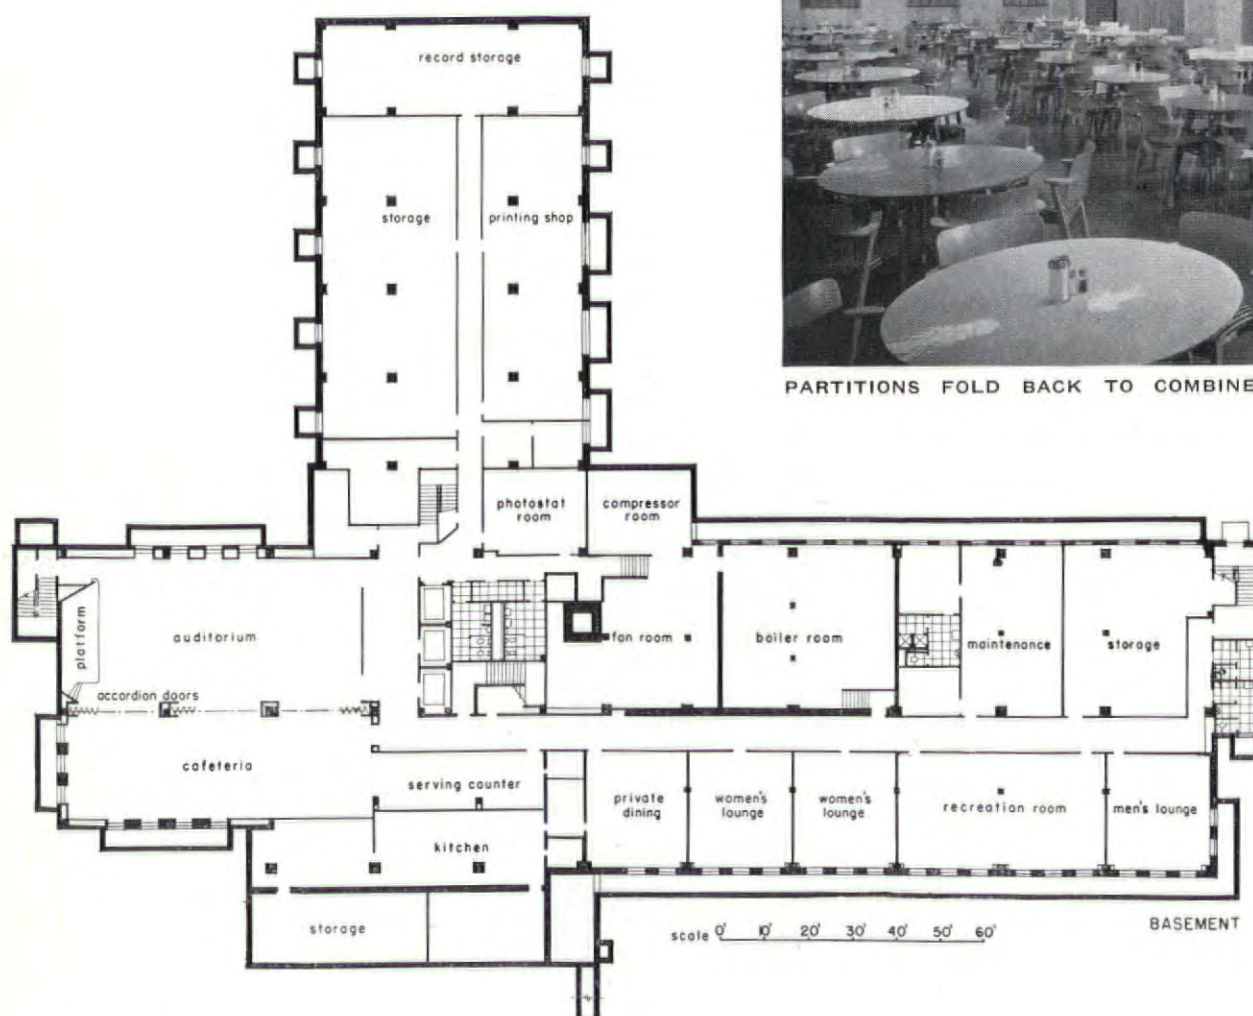 record storage
storage
printing shop
PARTITIONS FOLD BACK TO COMBINE
photostat
room
compressor
room
platform
auditorium
fan room
boiler room
maintenance
storage
accordion doors
cafeteria
serving counter
private
dining
women's
lounge
women's
lounge
recreation room
men's lounge
kitchen
storage
scale 0' 10' 20' 30' 40' 50' 60'
BASEMENT